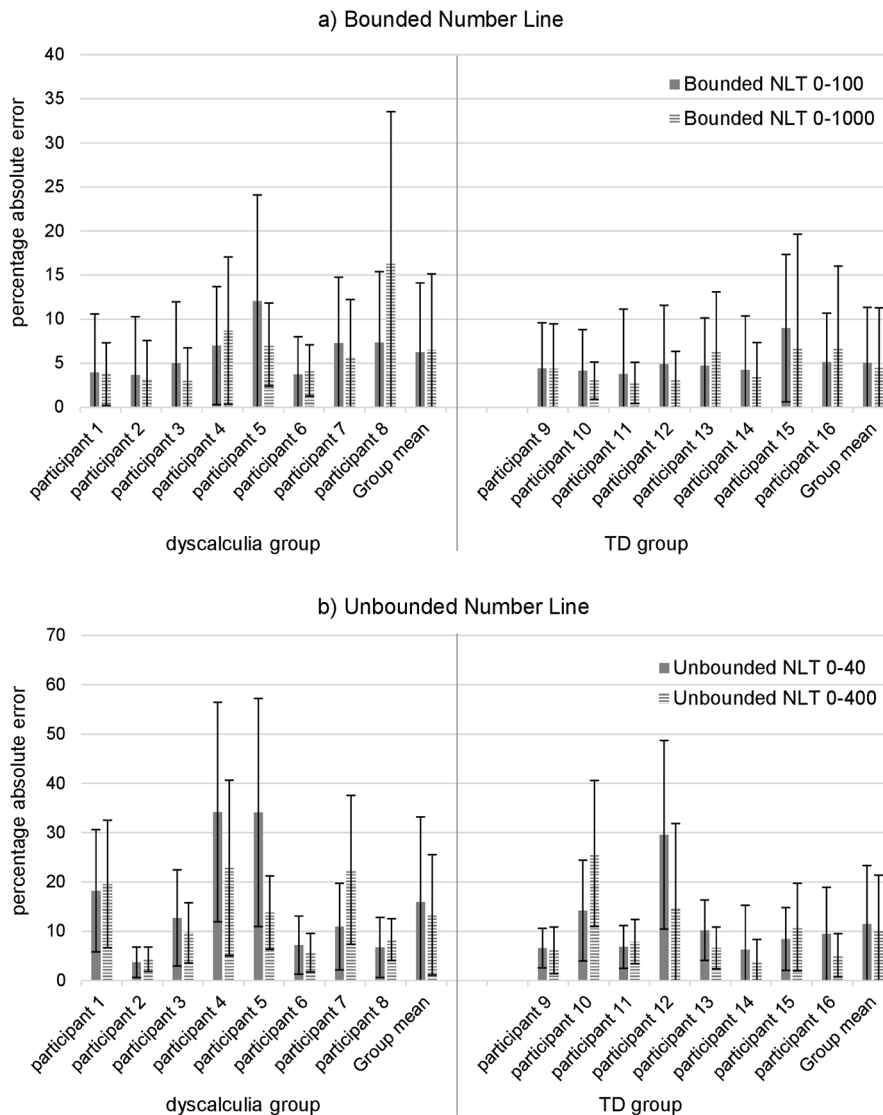 a) Bounded Number Line
percentage absolute error
40
35
30
25
20
15
10
5
0
Bounded NLT 0-100
Bounded NLT 0-1000
participant 1
participant 2
participant 3
participant 4
participant 5
participant 6
participant 7
participant 8
Group mean
participant 9
participant 10
participant 11
participant 12
participant 13
participant 14
participant 15
participant 16
Group mean
dyscalculia group
TD group
b) Unbounded Number Line
percentage absolute error
70
60
50
40
30
20
10
0
Unbounded NLT 0-40
Unbounded NLT 0-400
participant 1
participant 2
participant 3
participant 4
participant 5
participant 6
participant 7
participant 8
Group mean
participant 9
participant 10
participant 11
participant 12
participant 13
participant 14
participant 15
participant 16
Group mean
dyscalculia group
TD group